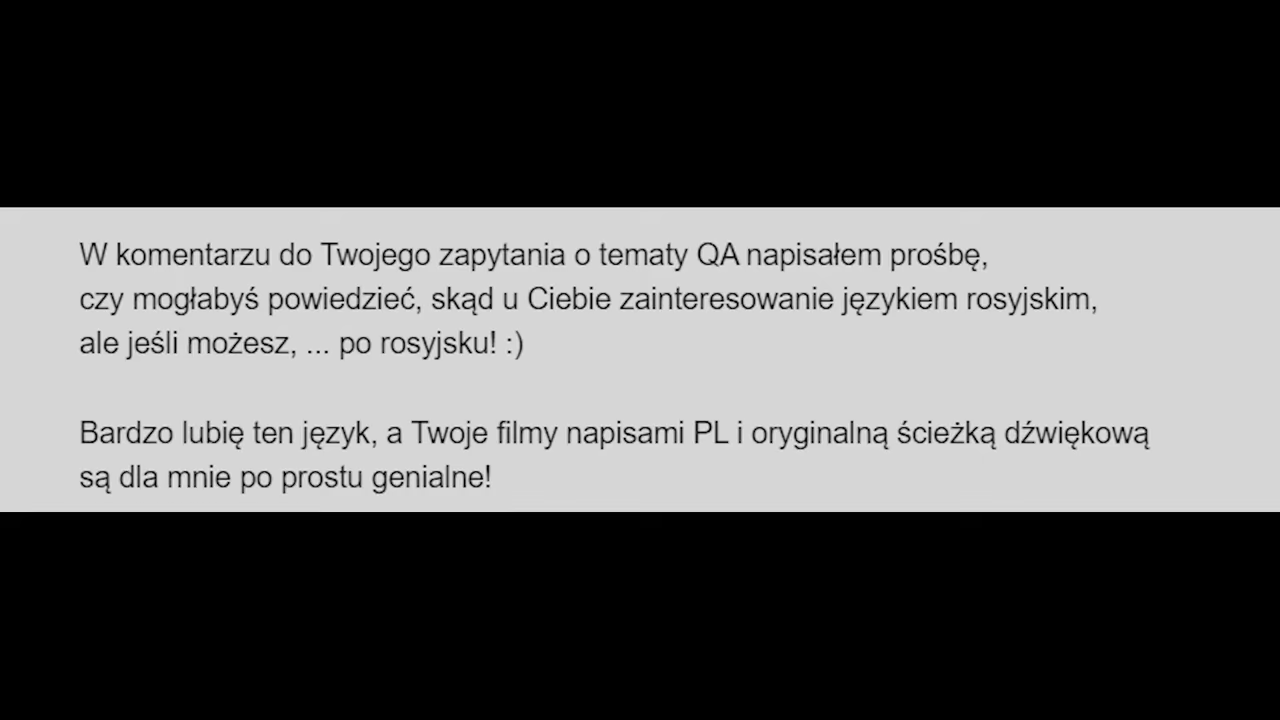 W komentarzu do Twojego zapytania o tematy QA napisałem prośbę,
czy mogłabyś powiedzieć, skąd u Ciebie zainteresowanie językiem rosyjskim,
ale jeśli możesz, ... po rosyjsku! :)
Bardzo lubię ten język, a Twoje filmy napisami PL i oryginalną ścieżką dźwiękową
są dla mnie po prostu genialne!